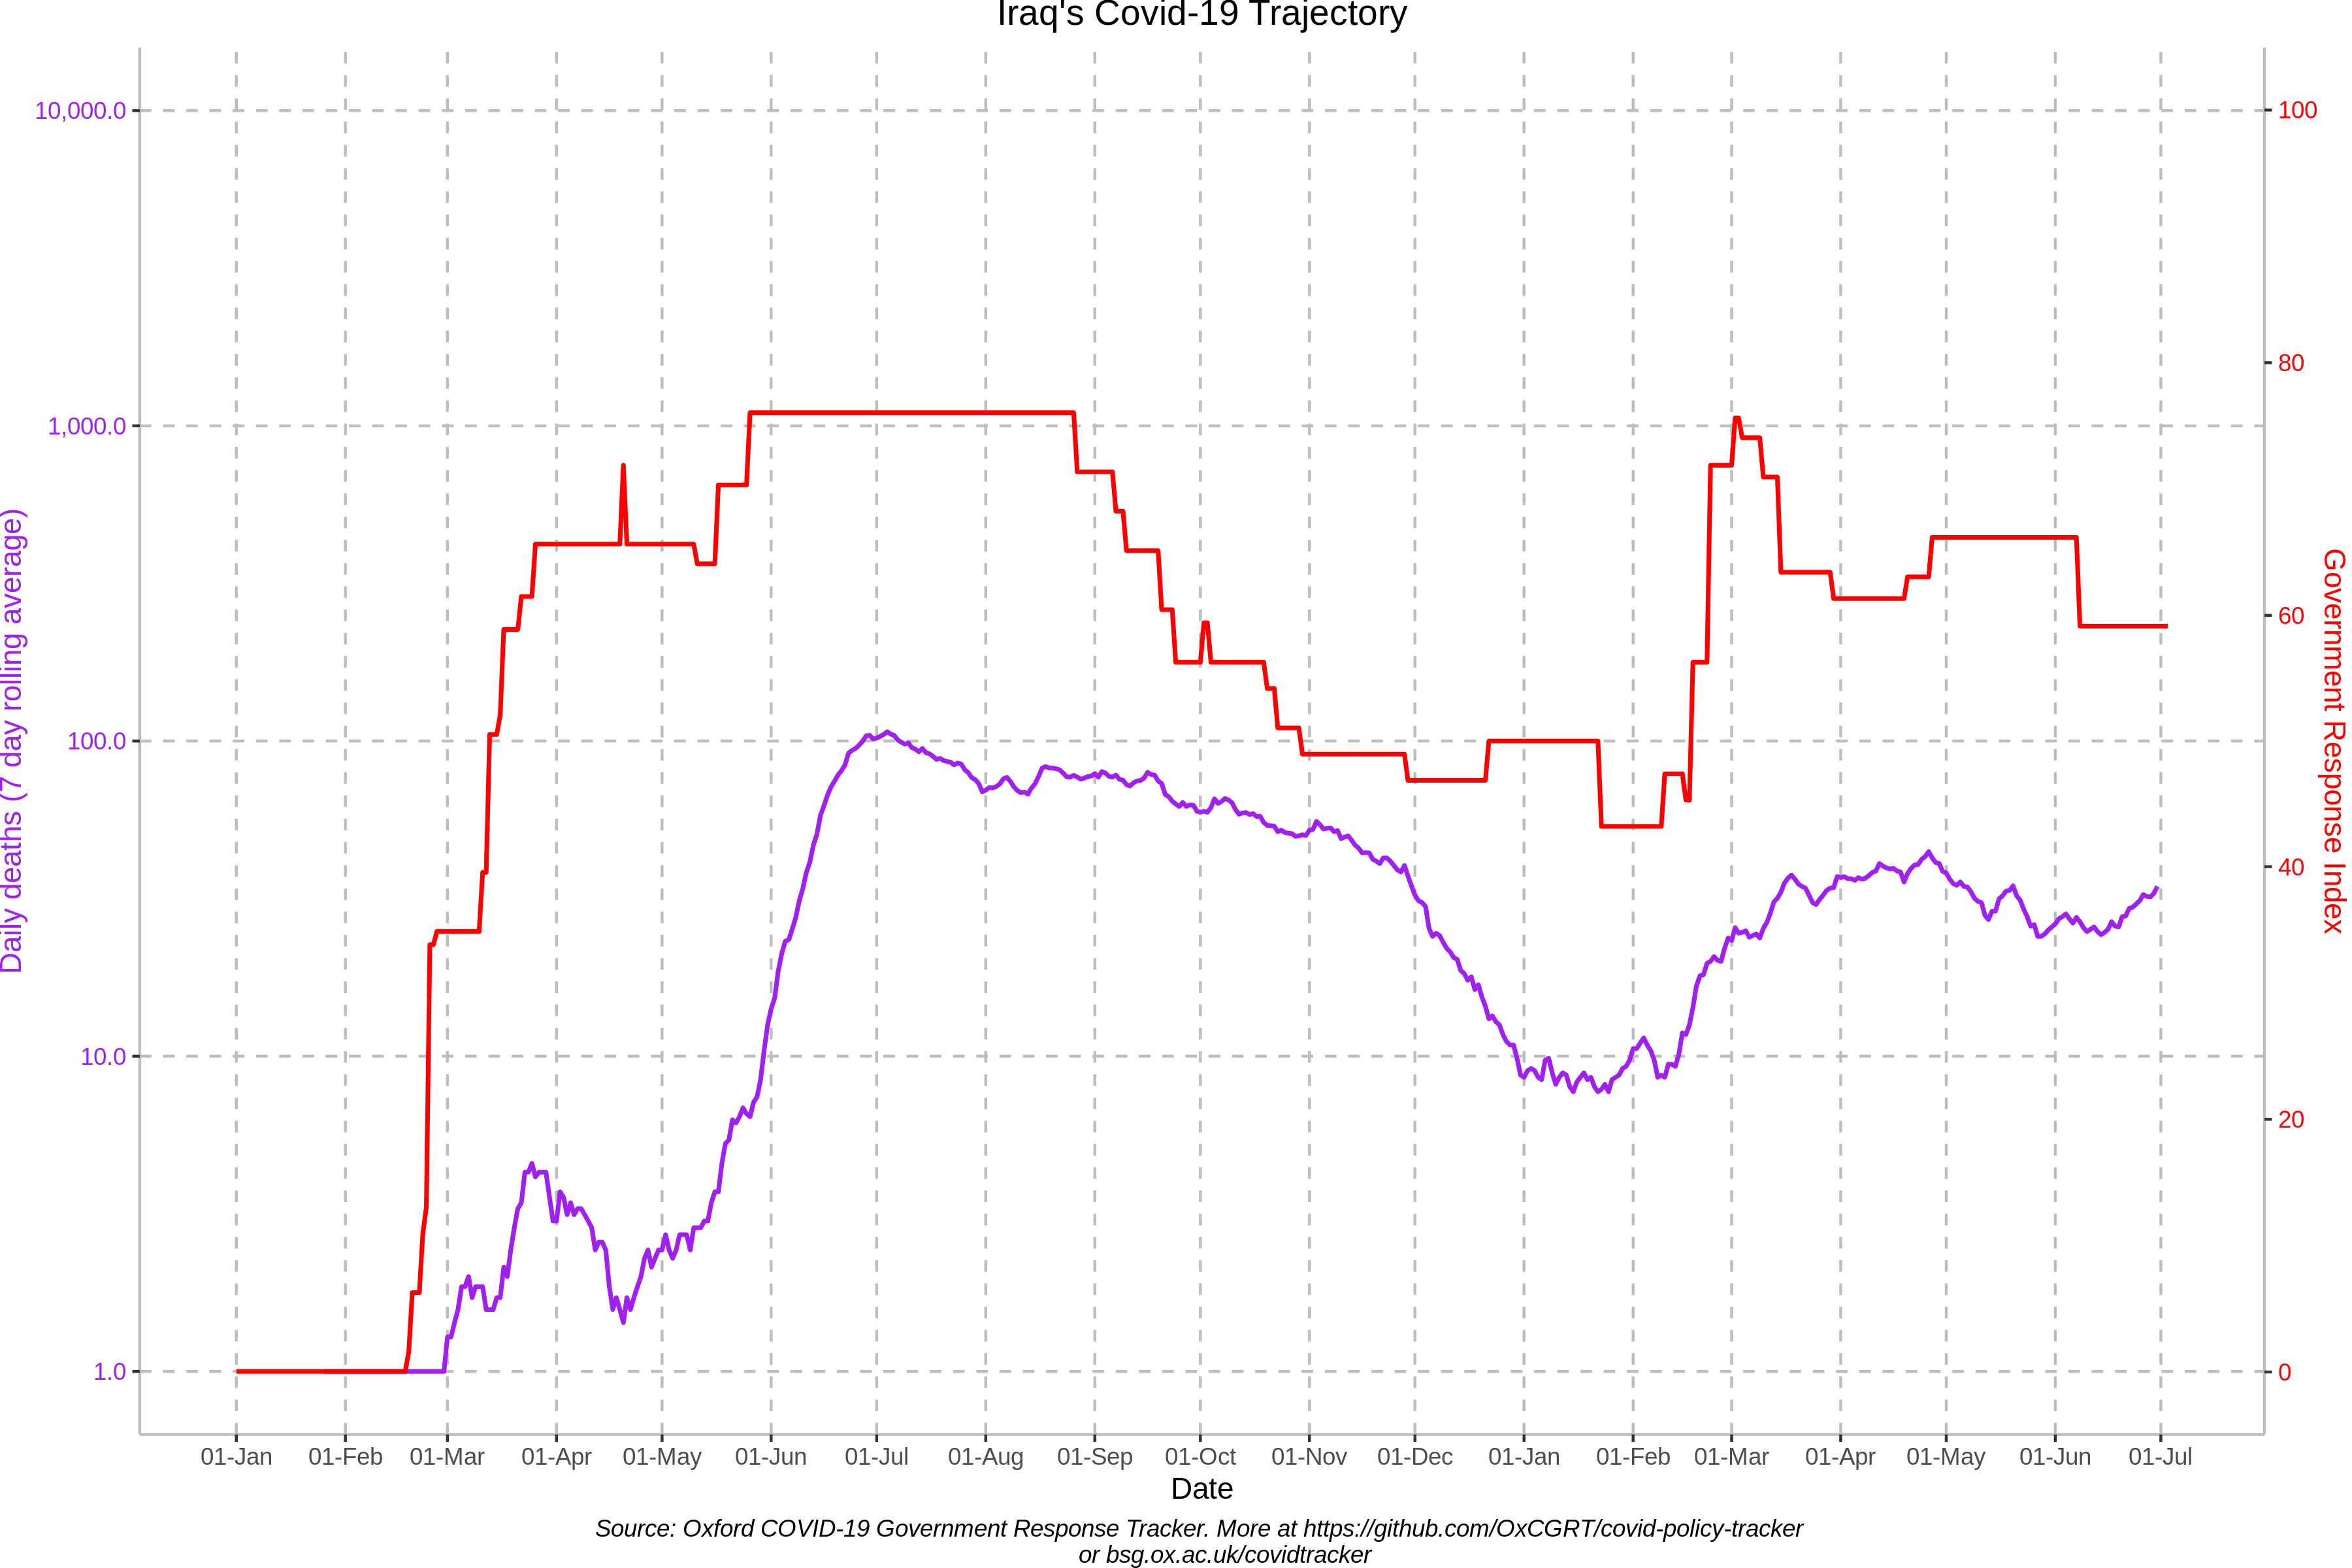 Iraq's Covid-19 Trajectory
10,000.0
1,000.0
100.0
10.0
1.0
Daily deaths (7 day rolling average)
100
80
60
40
20
0
Government Response Index
01-Jan 01-Feb 01-Mar 01-Apr 01-May 01-Jun 01-Jul 01-Aug 01-Sep 01-Oct 01-Nov 01-Dec 01-Jan 01-Feb 01-Mar 01-Apr 01-May 01-Jun 01-Jul
Date
Source: Oxford COVID-19 Government Response Tracker. More at https://github.com/OxCGRT/covid-policy-tracker
or bsg.ox.ac.uk/covidtracker